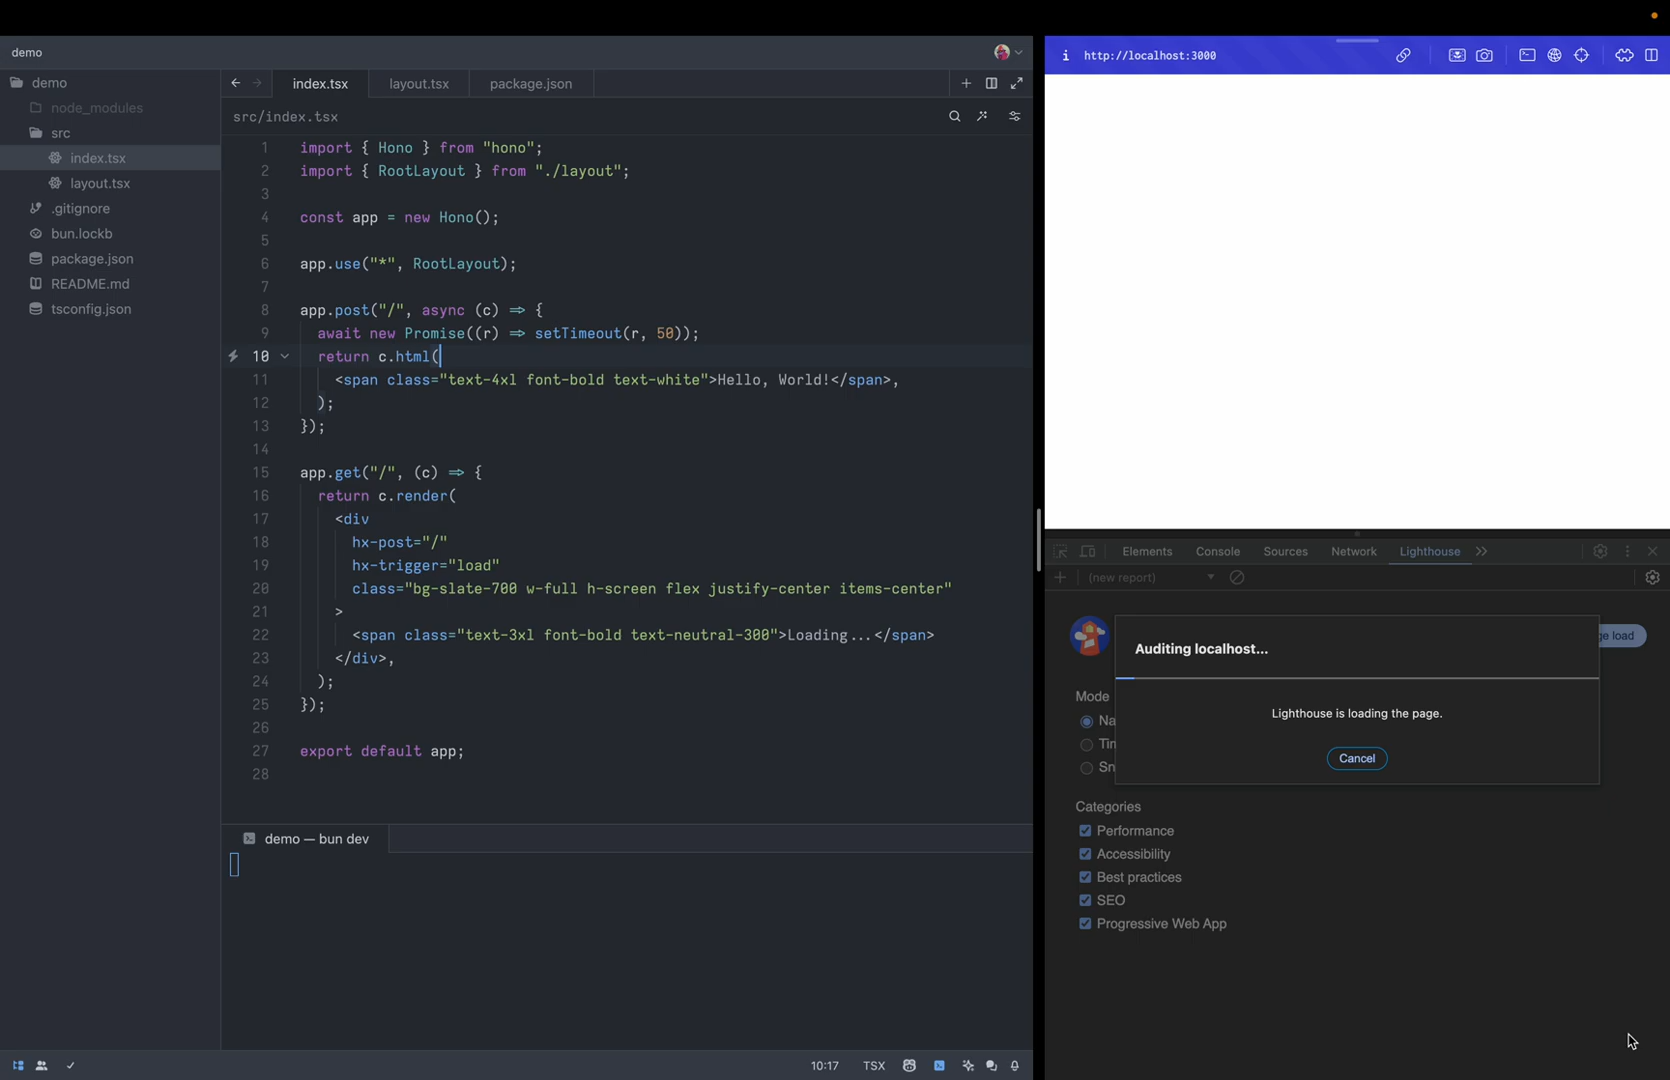 demo
http://localhost:3000
demo
node_modules
src
index.tsx
layout.tsx
.gitignore
bun.lockb
package.json
README.md
tsconfig.json
index.tsx
layout.tsx
package.json
src/index.tsx
1 import { Hono } from "hono";
2 import { RootLayout } from "./layout";
3
4 const app = new Hono();
5
6 app.use("*", RootLayout);
7
8 app.post("/", async (c) => {
9 await new Promise((r) => setTimeout(r, 50));
10 return c.html(
11 <span class="text-4xl font-bold text-white">Hello, World!</span>,
12 );
13 });
14
15 app.get("/", (c) => {
16 return c.render(
17 <div
18 hx-post="/"
19 hx-trigger="load"
20 class="bg-slate-700 w-full h-screen flex justify-center items-center"
21 >
22 <span class="text-3xl font-bold text-neutral-300">Loading...</span>
23 </div>,
24 );
25 });
26
27 export default app;
28
demo — bun dev
10:17
TSX
Elements
Console
Sources
Network
Lighthouse
(new report)
ge load
Auditing localhost...
Lighthouse is loading the page.
Cancel
Mode
Na
Tim
Sn
Categories
Performance
Accessibility
Best practices
SEO
Progressive Web App